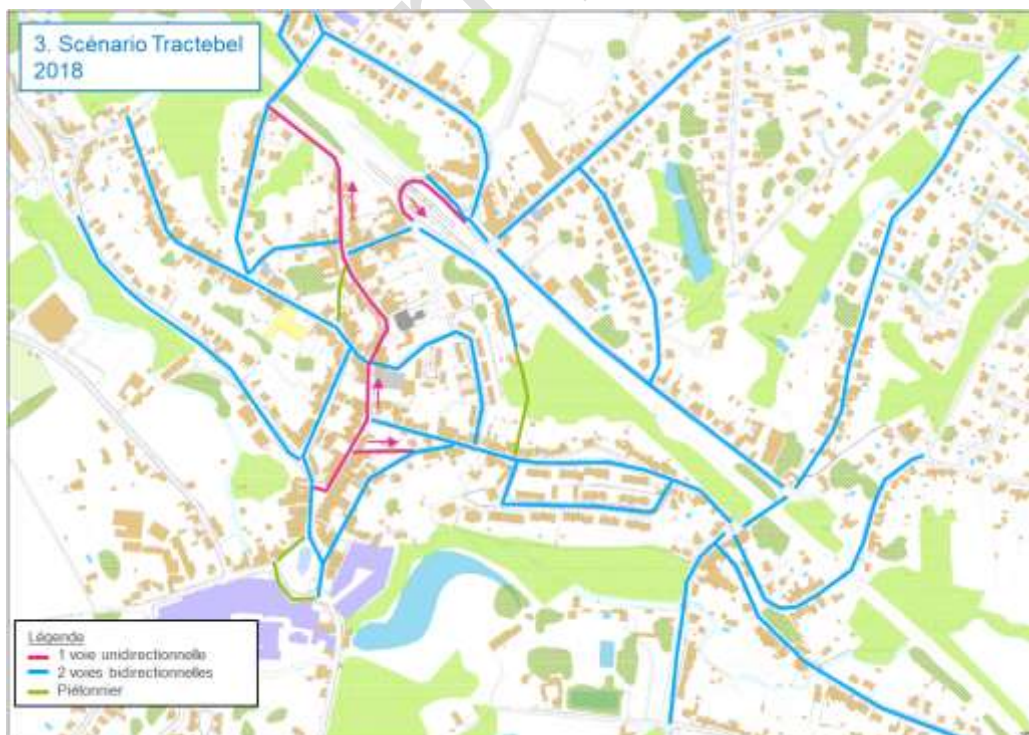 3. Scénario Tractebel
2018
Légende
1 voie unidirectionnelle
2 voies bidirectionnelles
Piétonnier